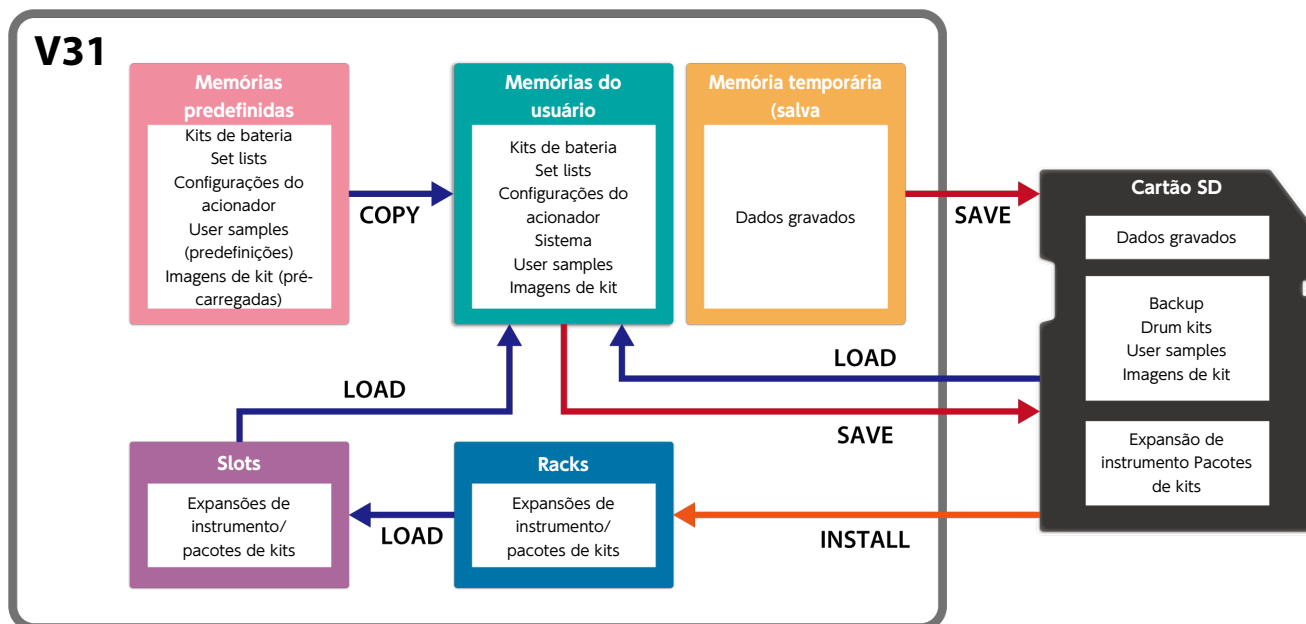 V31
Memórias
predefinidas
Kits de bateria
Set lists
Configurações do
acionador
User samples
(predefinições)
Imagens de kit (pré-
carregadas)
COPY
Memórias do
usuário
Kits de bateria
Set lists
Configurações do
acionador
Sistema
User samples
Imagens de kit
Memória temporária
(salva
Dados gravados
SAVE
Cartão SD
Dados gravados
Backup
Drum kits
User samples
Imagens de kit
Expansão de
instrumento Pacotes
de kits
LOAD
LOAD
SAVE
Slots
Expansões de
instrumento/
pacotes de kits
LOAD
Racks
Expansões de
instrumento/
pacotes de kits
INSTALL